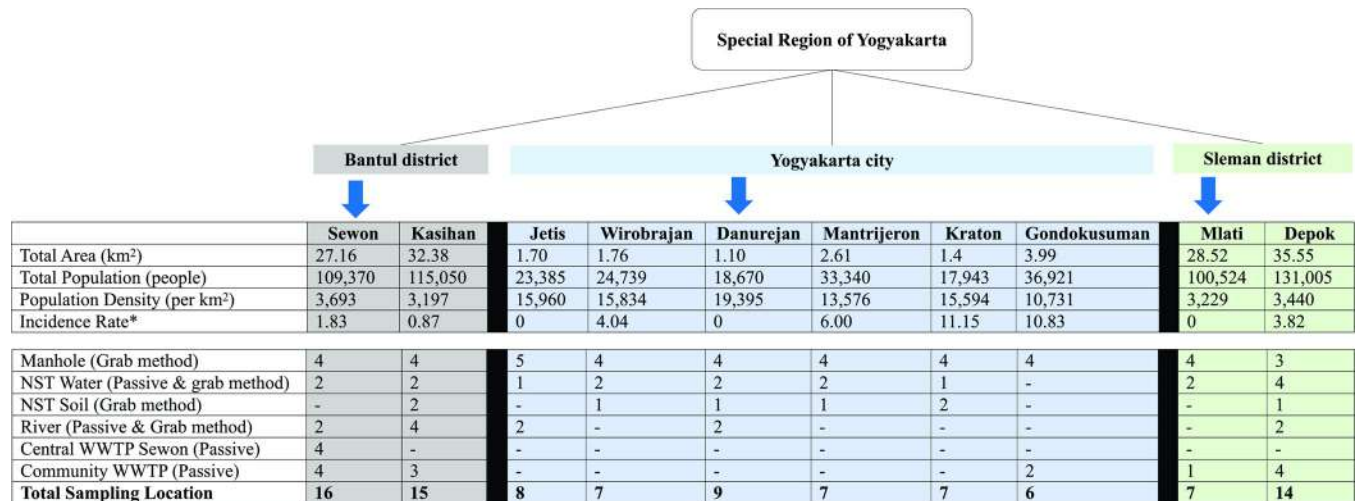 Special Region of Yogyakarta
Bantul district Yogyakarta city Sleman district
Sewon Kasihan Jetis Wirobrajan Danurejan Mantrijeron Kraton Gondokusuman Mlati Depok
Total Area (km²) 27.16 32.38 1.70 1.76 1.10 2.61 1.4 3.99 28.52 35.55
Total Population (people) 109,370 115,050 23,385 24,739 18,670 33,340 17,943 36,921 100,524 131,005
Population Density (per km²) 3,693 3,197 15,960 15,834 19,395 13,576 15,594 10,731 3,229 3,440
Incidence Rate* 1.83 0.87 0 4.04 0 6.00 11.15 10.83 0 3.82
Manhole (Grab method) 4 4 5 4 4 4 4 4 4 3
NST Water (Passive & grab method) 2 2 1 2 2 2 1 - 2 4
NST Soil (Grab method) - 2 - 1 1 1 2 - - 1
River (Passive & Grab method) 2 4 2 - 2 - - - - 2
Central WWTP Sewon (Passive) 4 - - - - - - - - -
Community WWTP (Passive) 4 3 - - - - - 2 1 4
Total Sampling Location 16 15 8 7 9 7 7 6 7 14